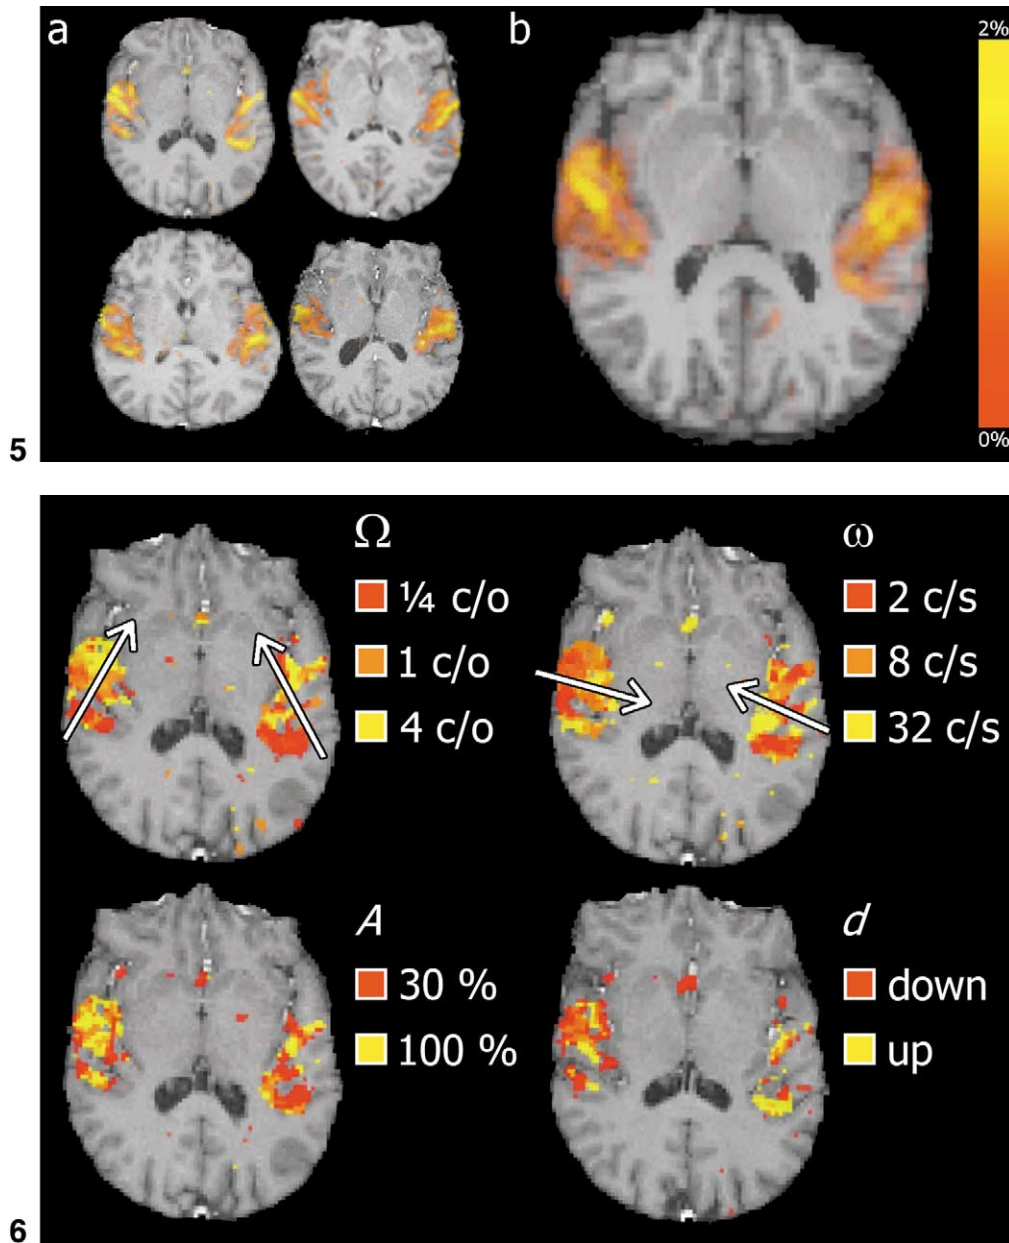 a
b
2%
0%
5
Ω
¼ c/o
1 c/o
4 c/o
ω
2 c/s
8 c/s
32 c/s
A
30 %
100 %
d
down
up
6